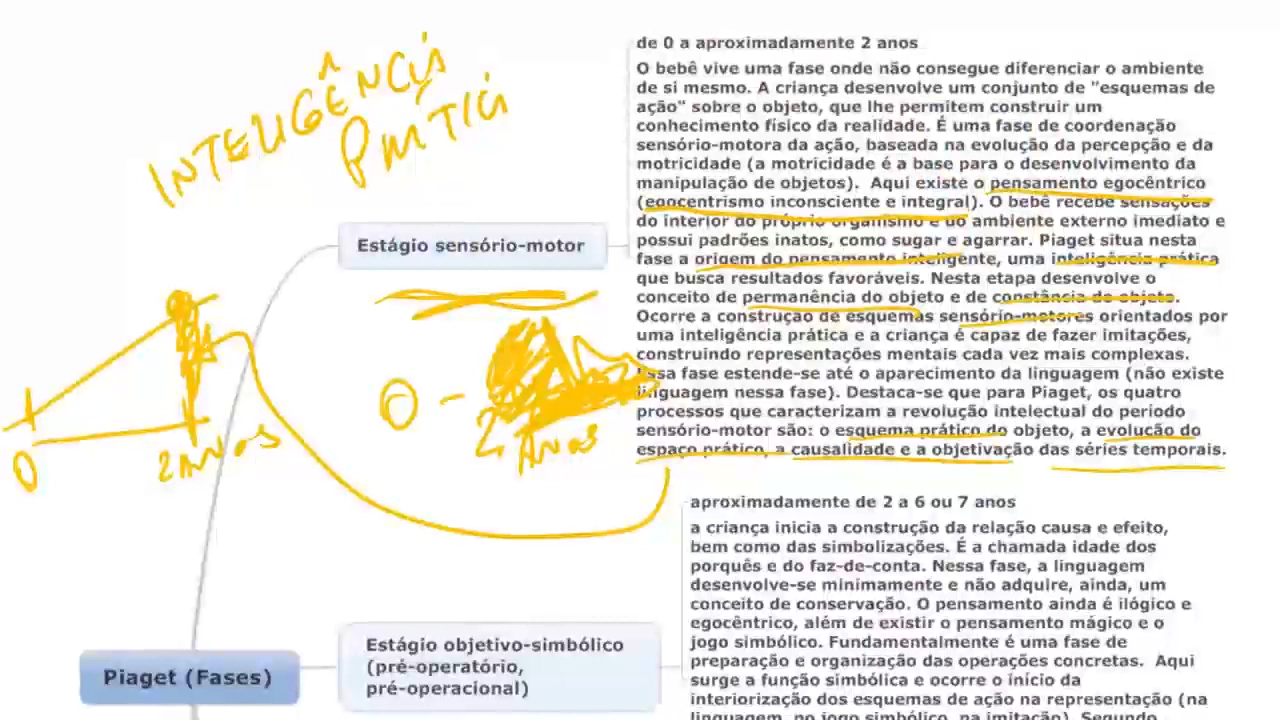 INTELIGÊNCIA
PRÁTICA
de 0 a aproximadamente 2 anos
O bebê vive uma fase onde não consegue diferenciar o ambiente
de si mesmo. A criança desenvolve um conjunto de "esquemas de
ação" sobre o objeto, que lhe permitem construir um
conhecimento físico da realidade. É uma fase de coordenação
sensório-motora da ação, baseada na evolução da percepção e da
motricidade (a motricidade é a base para o desenvolvimento da
manipulação de objetos).  Aqui existe o pensamento egocêntrico
(egocentrismo inconsciente e integral). O bebê recebe sensações
do interior do próprio organismo e do ambiente externo imediato e
possui padrões inatos, como sugar e agarrar. Piaget situa nesta
fase a origem do pensamento inteligente, uma inteligência prática
que busca resultados favoráveis. Nesta etapa desenvolve o
conceito de permanência do objeto e de constância do objeto.
Ocorre a construção de esquemas sensório-motores orientados por
uma inteligência prática e a criança é capaz de fazer imitações,
construindo representações mentais cada vez mais complexas.
Essa fase estende-se até o aparecimento da linguagem (não existe
linguagem nessa fase). Destaca-se que para Piaget, os quatro
processos que caracterizam a revolução intelectual do período
sensório-motor são: o esquema prático do objeto, a evolução do
espaço prático, a causalidade e a objetivação das séries temporais.
Estágio sensório-motor
0 - 2
ANOS
0
2 ANOS
aproximadamente de 2 a 6 ou 7 anos
a criança inicia a construção da relação causa e efeito,
bem como das simbolizações. É a chamada idade dos
porquês e do faz-de-conta. Nessa fase, a linguagem
desenvolve-se minimamente e não adquire, ainda, um
conceito de conservação. O pensamento ainda é ilógico e
egocêntrico, além de existir o pensamento mágico e o
jogo simbólico. Fundamentalmente é uma fase de
preparação e organização das operações concretas.  Aqui
surge a função simbólica e ocorre o início da
interiorização dos esquemas de ação na representação (na
linguagem, no jogo simbólico, na imitação). Segundo
Estágio objetivo-simbólico
(pré-operatório,
pré-operacional)
Piaget (Fases)